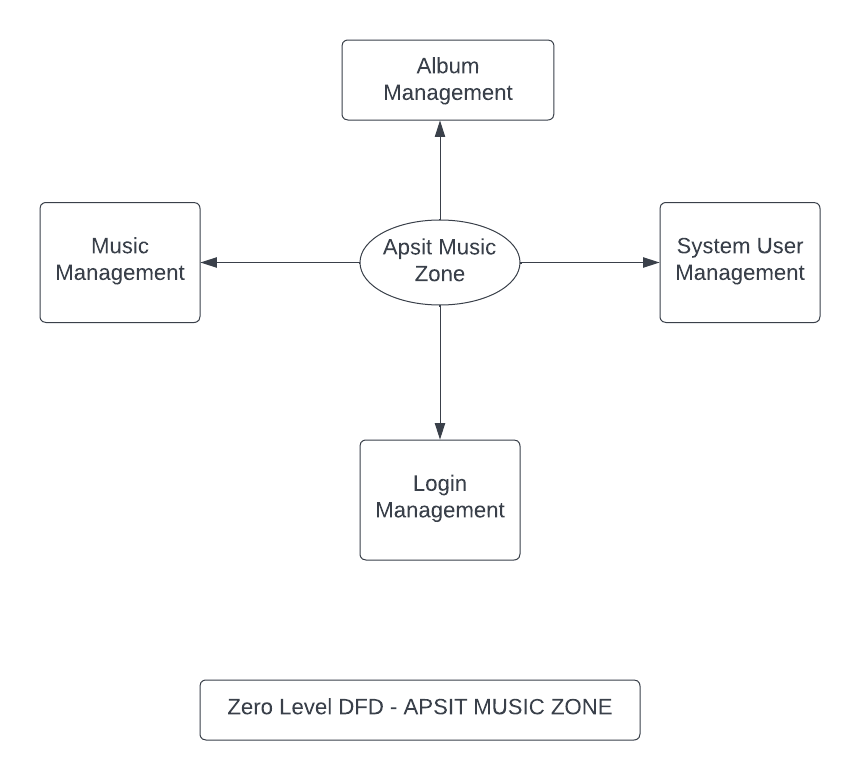 Album
Management
Music
Management
Apsit Music
Zone
System User
Management
Login
Management
Zero Level DFD - APSIT MUSIC ZONE